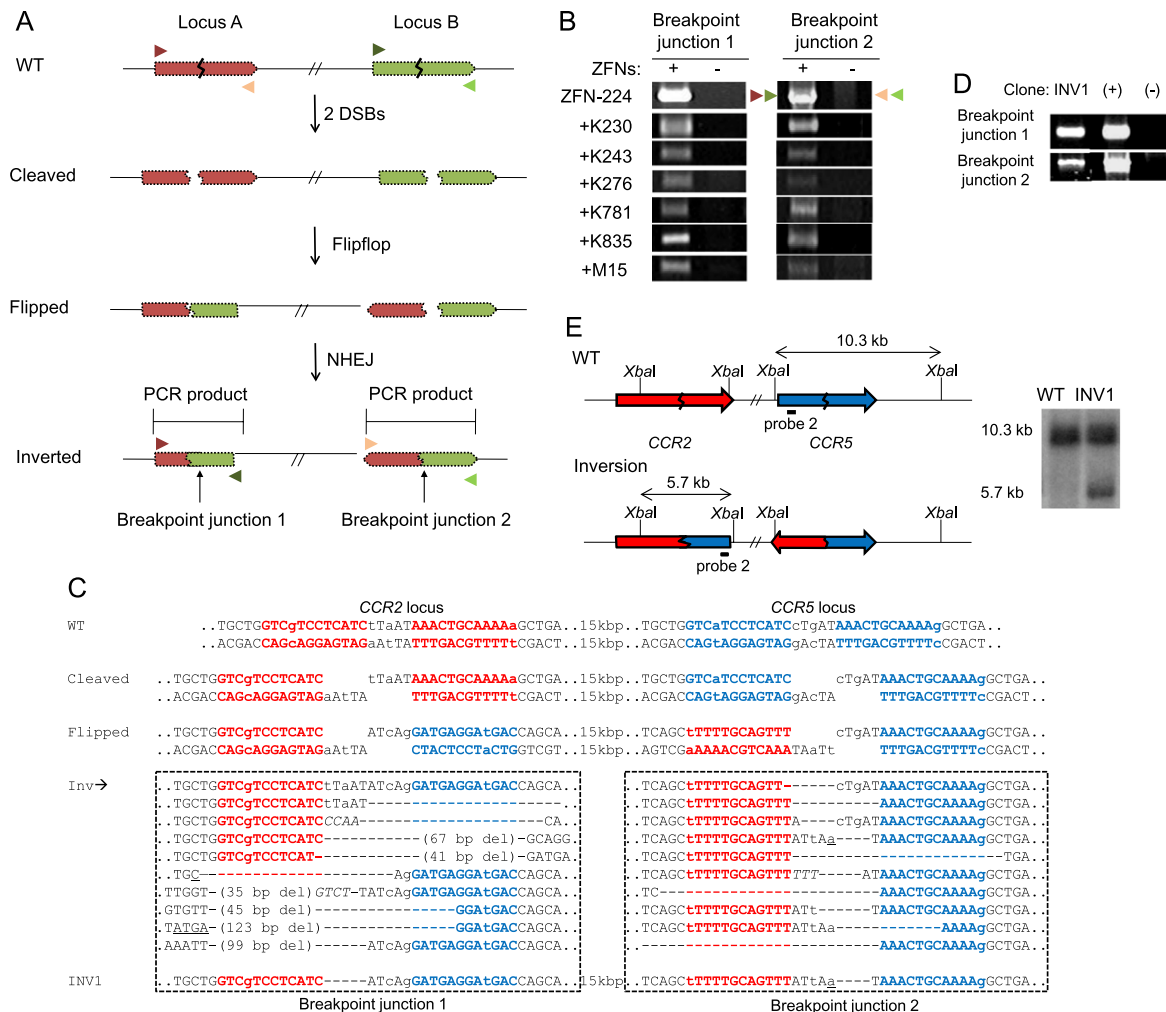 A
Locus A
Locus B
WT
2 DSBs
Cleaved
Flipflop
Flipped
NHEJ
PCR product
PCR product
Inverted
Breakpoint junction 1
Breakpoint junction 2
B
Breakpoint junction 1
Breakpoint junction 2
ZFNs: + - + -
ZFN-224
+K230
+K243
+K276
+K781
+K835
+M15
D
Clone: INV1 (+) (-)
Breakpoint junction 1
Breakpoint junction 2
E
WT
10.3 kb
XbaI XbaI XbaI XbaI
probe 2
CCR2 CCR5
Inversion
5.7 kb
XbaI XbaI XbaI XbaI
probe 2
WT INV1
10.3 kb
5.7 kb
C
CCR2 locus
CCR5 locus
WT ..TGCTGGTCgTCCTCATCtTaATAAACTGCAAAAaGCTGA..15kbp..TGCTGGTCaTCCTCATCcTgATAAACTGCAAAAgGCTGA..
..ACGACCAGcAGGAGTAGaAtTATTTGACGTTTTtCGACT..15kbp..ACGACCAGtAGGAGTAGgAcTATTTGACGTTTTcCGACT..
Cleaved ..TGCTGGTCgTCCTCATC tTaATAAACTGCAAAAaGCTGA..15kbp..TGCTGGTCaTCCTCATC cTgATAAACTGCAAAAgGCTGA..
..ACGACCAGcAGGAGTAGaAtTA TTTGACGTTTTtCGACT..15kbp..ACGACCAGtAGGAGTAGgAcTA TTTGACGTTTTcCGACT..
Flipped ..TGCTGGTCgTCCTCATC ATcAgGATGAGGAtGACCAGCA..15kbp..TCAGCtTTTTGCAGTTT cTgATAAACTGCAAAAgGCTGA..
..ACGACCAGcAGGAGTAGaAtTA CTACTCCTaCTGGTCGT..15kbp..AGTCGaAAAACGTCAAATAaTt TTTGACGTTTTcCGACT..
Inv→ ..TGCTGGTCgTCCTCATCtTaATATcAgGATGAGGAtGACCAGCA.. ..TCAGCtTTTTGCAGTT------cTgATAAACTGCAAAAgGCTGA..
..TGCTGGTCgTCCTCATCtTaAT----------------------.. ..TCAGCtTTTTGCAGTTT-----cTgATAAACTGCAAAAgGCTGA..
..TGCTGGTCgTCCTCATCCCAA---------------------CA.. ..TCAGCtTTTTGCAGTTTA----cTgATAAACTGCAAAAgGCTGA..
..TGCTGGTCgTCCTCATC----------(67 bp del)-GCAGG ..TCAGCtTTTTGCAGTTTATtAa---TAAACTGCAAAAgGCTGA..
..TGCTGGTCgTCCTCAT-----------(41 bp del)-GATGA. ..TCAGCtTTTTGCAGTTT-----------------------TGA..
..TGC---------------------AgGATGAGGAtGACCAGCA.. ..TCAGCtTTTTGCAGTTTTTT-ATAAACTGCAAAAgGCTGA..
.TTGGT-(35 bp del)GTCT-TATcAgGATGAGGAtGACCAGCA.. ..TC---------------------AAACTGCAAAAgGCTGA..
.GTGTT-(45 bp del)----------------GGAtGACCAGCA.. ..TCAGCtTTTTGCAGTTTATt----TAAACTGCAAAAgGCTGA..
.TATGA-(123 bp del)---------------GGAtGACCAGCA.. ..TCAGCtTTTTGCAGTTTATtAa-----------AAAAgGCTGA..
.AAATT-(99 bp del)-----ATcAgGATGAGGAtGACCAGCA.. ..----------------------AAACTGCAAAAgGCTGA..
INV1 ..TGCTGGTCgTCCTCATC-----ATcAgGATGAGGAtGACCAGCA..15kbp..TCAGCtTTTTGCAGTTTATtAa---TAAACTGCAAAAgGCTGA..
Breakpoint junction 1
Breakpoint junction 2